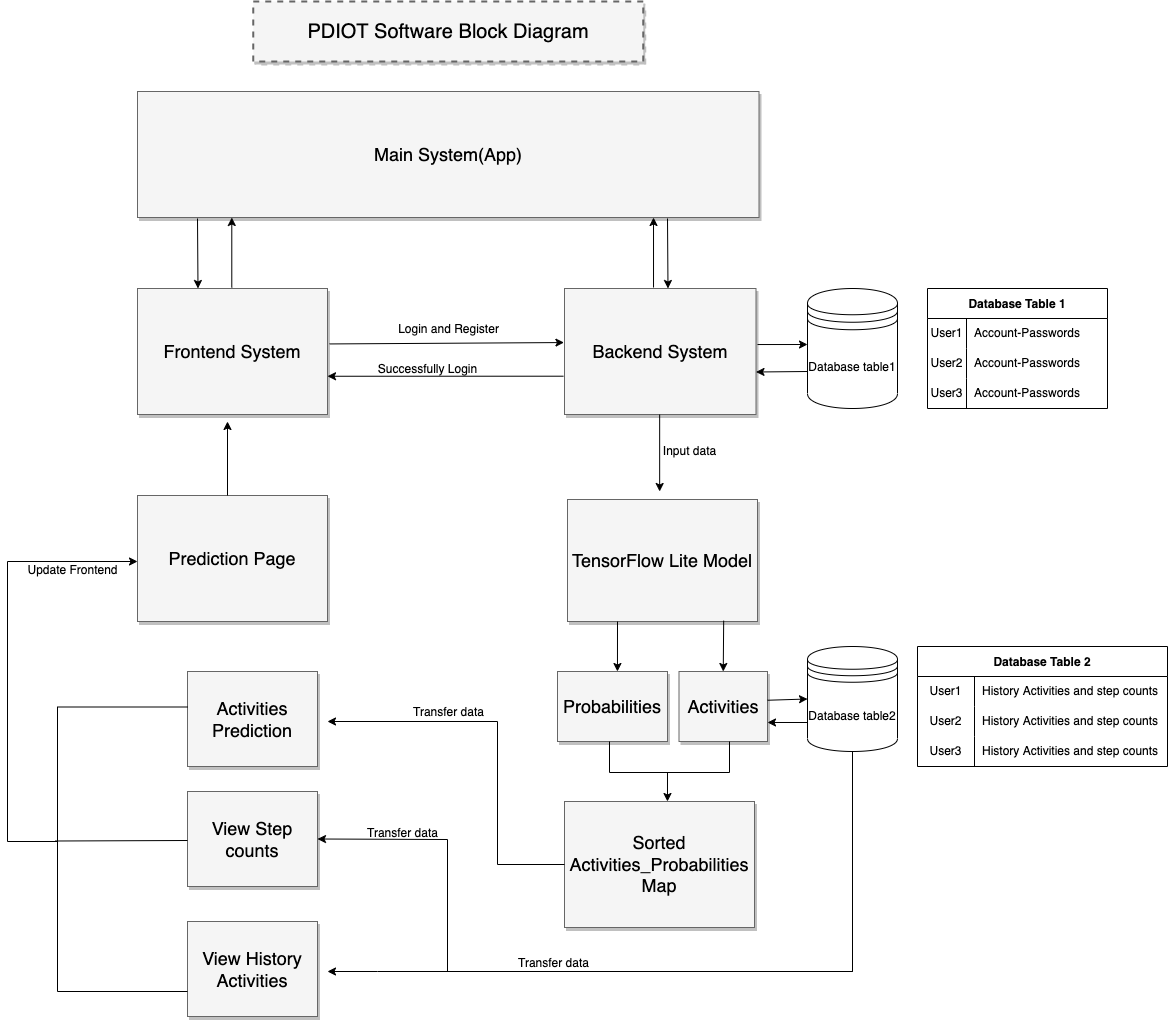 PDIOT Software Block Diagram
Main System(App)
Frontend System
Login and Register
Successfully Login
Backend System
Database table1
Database Table 1
User1 Account-Passwords
User2 Account-Passwords
User3 Account-Passwords
Input data
Prediction Page
Update Frontend
TensorFlow Lite Model
Probabilities
Activities
Database table2
Database Table 2
User1 History Activities and step counts
User2 History Activities and step counts
User3 History Activities and step counts
Activities
Prediction
Transfer data
View Step
counts
Transfer data
Sorted
Activities_Probabilities
Map
View History
Activities
Transfer data